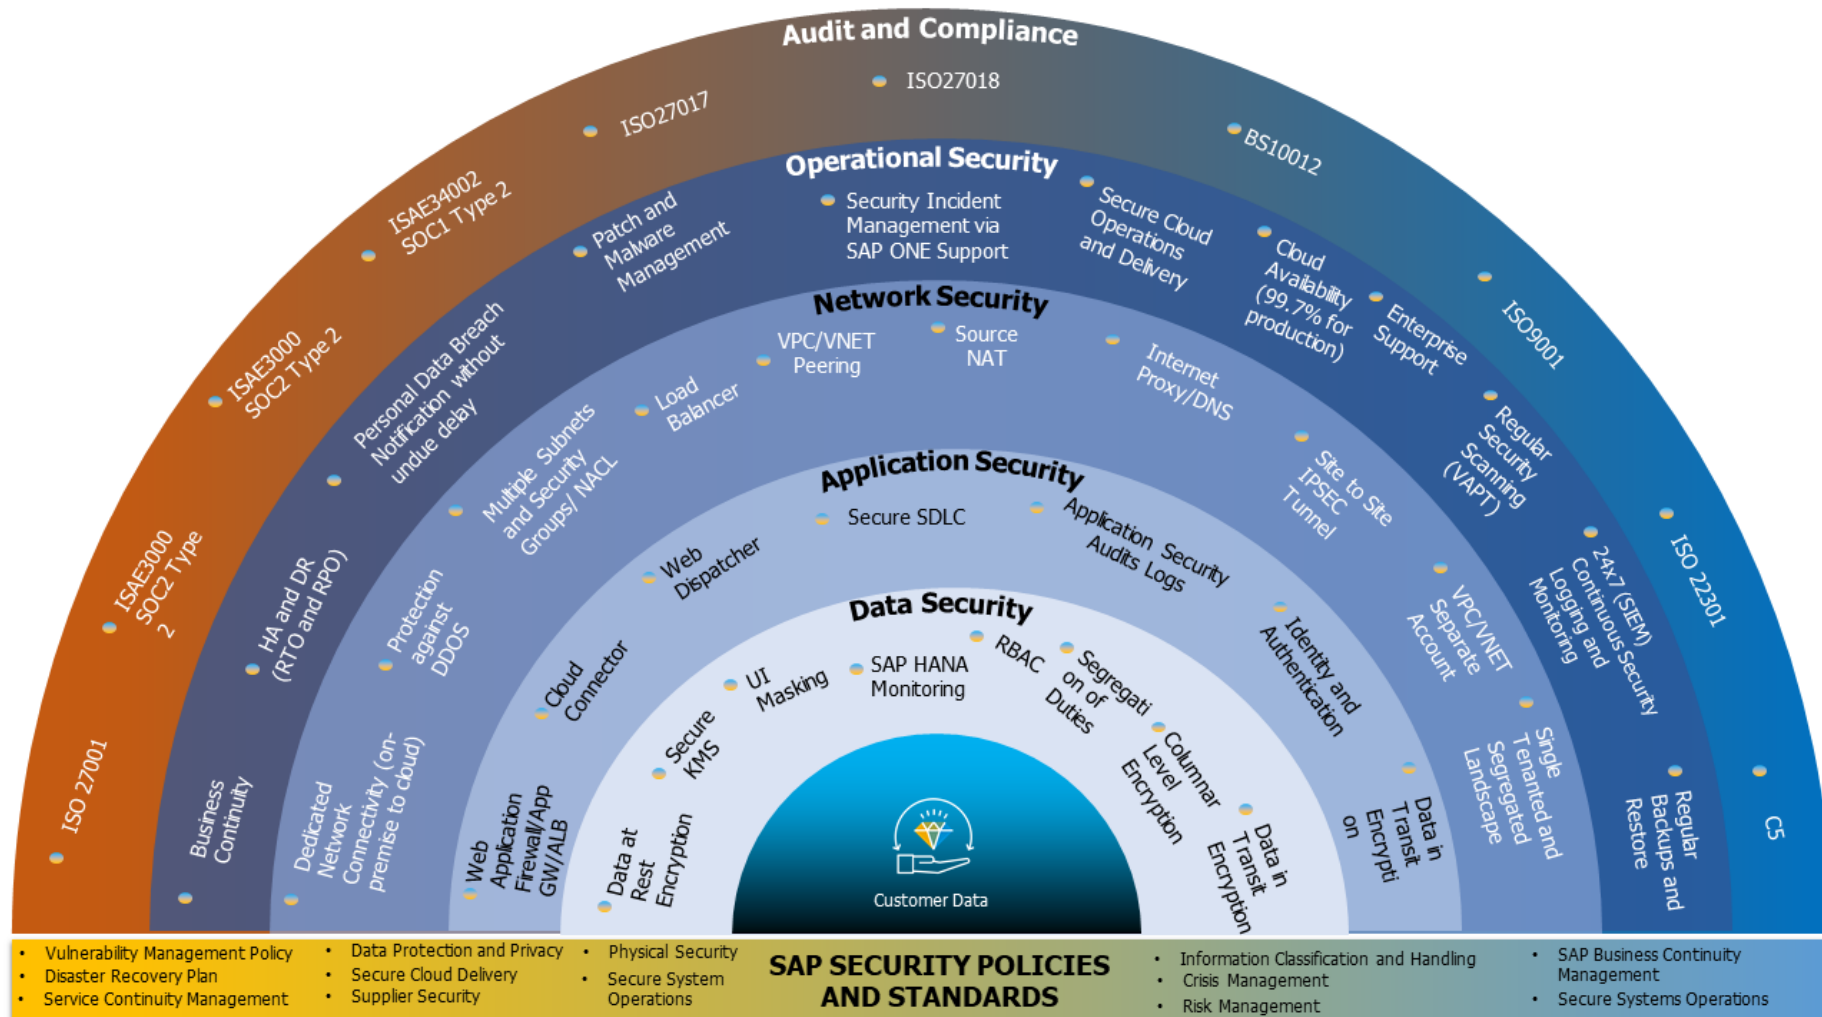 Audit and Compliance
ISO 27001
ISAE3000
SOC2 Type
2
ISAE3000
SOC2 Type 2
ISAE34002
SOC1 Type 2
ISO27017
ISO27018
BS10012
ISO9001
ISO 22301
C5
Operational Security
Business
Continuity
HA and DR
(RTO and RPO)
Personal Data Breach
Notification without
undue delay
Patch and
Malware
Management
Security Incident
Management via
SAP ONE Support
Secure Cloud
Operations
and Delivery
Cloud
Availability
(99.7% for
production)
Enterprise
Support
Regular
Security
Scanning
(VAPT)
24x7 (SIEM)
Continuous Security
Logging and
Monitoring
Regular
Backups and
Restore
Network Security
Dedicated
Network
Connectivity (on-
premise to cloud)
Protection
against
DDOS
Multiple Subnets
and Security
Groups/ NACL
Load
Balancer
VPC/VNET
Peering
Source
NAT
Internet
Proxy/DNS
Site to Site
IPSEC
Tunnel
VPC/VNET
Separate
Account
Single
Tenanted and
Segregated
Landscape
Application Security
Web
Application
Firewall/App
GW/ALB
Cloud
Connector
Web
Dispatcher
Secure SDLC
Application Security
Audits Logs
Identity and
Authentication
Data in
Transit
Encrypti
on
Data Security
Data at
Rest
Encryption
Secure
KMS
UI
Masking
SAP HANA
Monitoring
RBAC
Segregati
on of
Duties
Columnar
Level
Encryption
Data in
Transit
Encryption
Customer Data
• Vulnerability Management Policy
• Disaster Recovery Plan
• Service Continuity Management
• Data Protection and Privacy
• Secure Cloud Delivery
• Supplier Security
• Physical Security
• Secure System
Operations
SAP SECURITY POLICIES
AND STANDARDS
• Information Classification and Handling
• Crisis Management
• Risk Management
• SAP Business Continuity
Management
• Secure Systems Operations